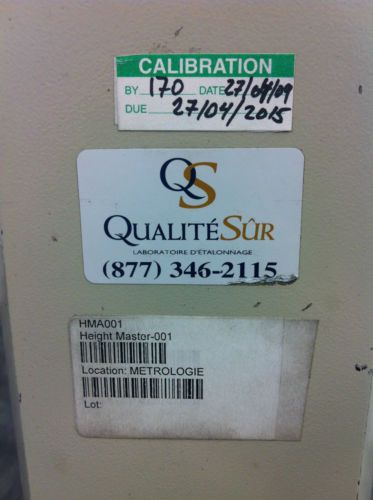 CALIBRATION
BY 170 DATE 27/04/09
DUE 27/04/2015
QS
QUALITÉSÛR
LABORATOIRE D'ÉTALONNAGE
(877) 346-2115
HMA001
Height Master-001
Location: METROLOGIE
Lot: